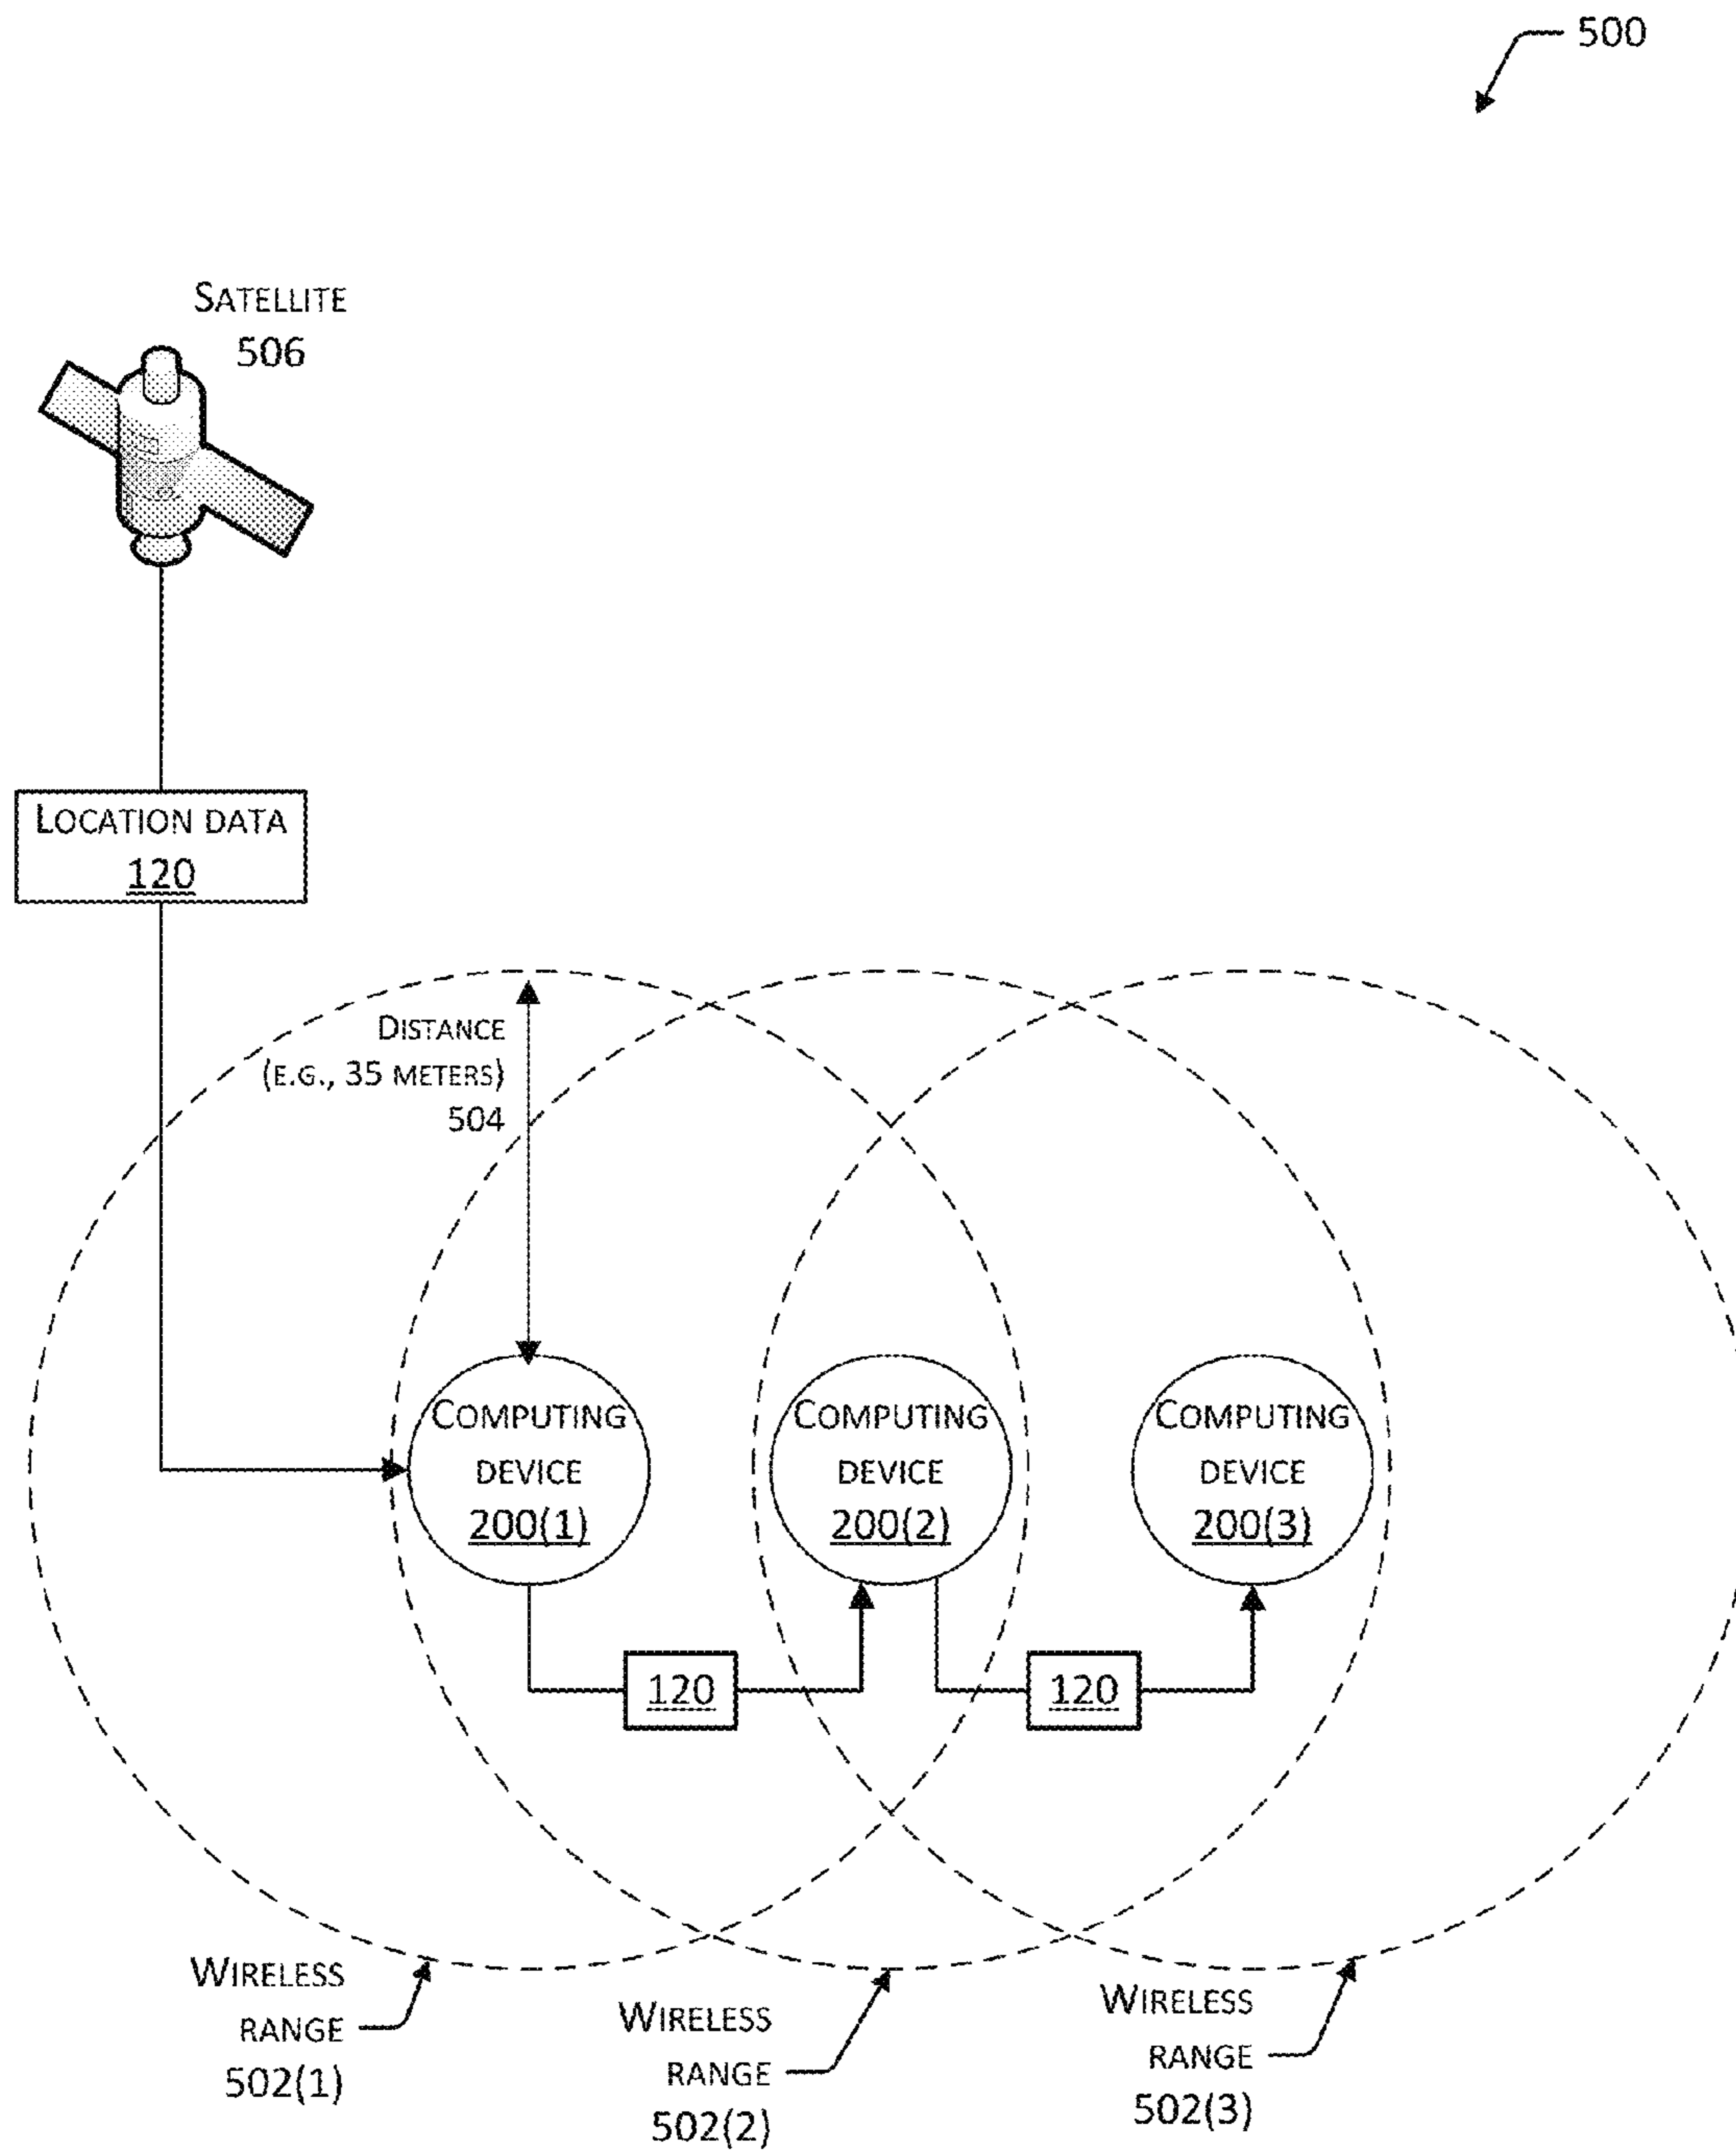 500
SATELLITE
506
LOCATION DATA
120
DISTANCE
(E.G., 35 METERS)
504
COMPUTING
DEVICE
200(1)
COMPUTING
DEVICE
200(2)
COMPUTING
DEVICE
200(3)
120
120
WIRELESS
RANGE
502(1)
WIRELESS
RANGE
502(2)
WIRELESS
RANGE
502(3)